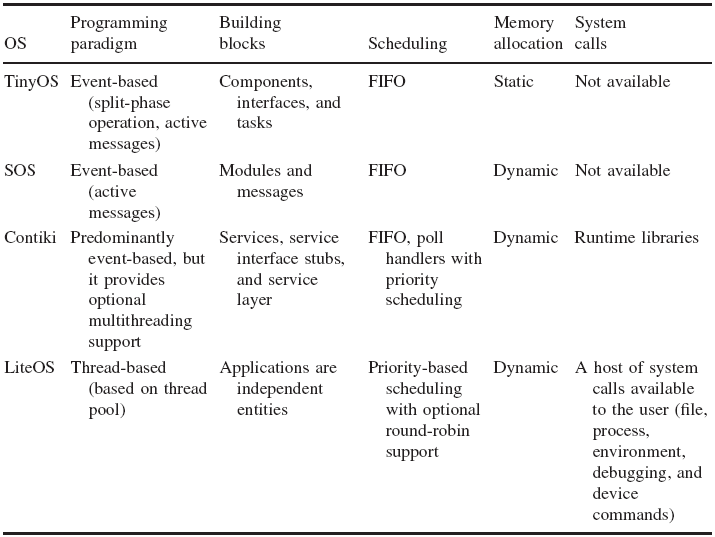 OS Programming paradigm Building blocks Scheduling Memory allocation System calls
TinyOS Event-based (split-phase operation, active messages) Components, interfaces, and tasks FIFO Static Not available
SOS Event-based (active messages) Modules and messages FIFO Dynamic Not available
Contiki Predominantly event-based, but it provides optional multithreading support Services, service interface stubs, and service layer FIFO, poll handlers with priority scheduling Dynamic Runtime libraries
LiteOS Thread-based (based on thread pool) Applications are independent entities Priority-based scheduling with optional round-robin support Dynamic A host of system calls available to the user (file, process, environment, debugging, and device commands)